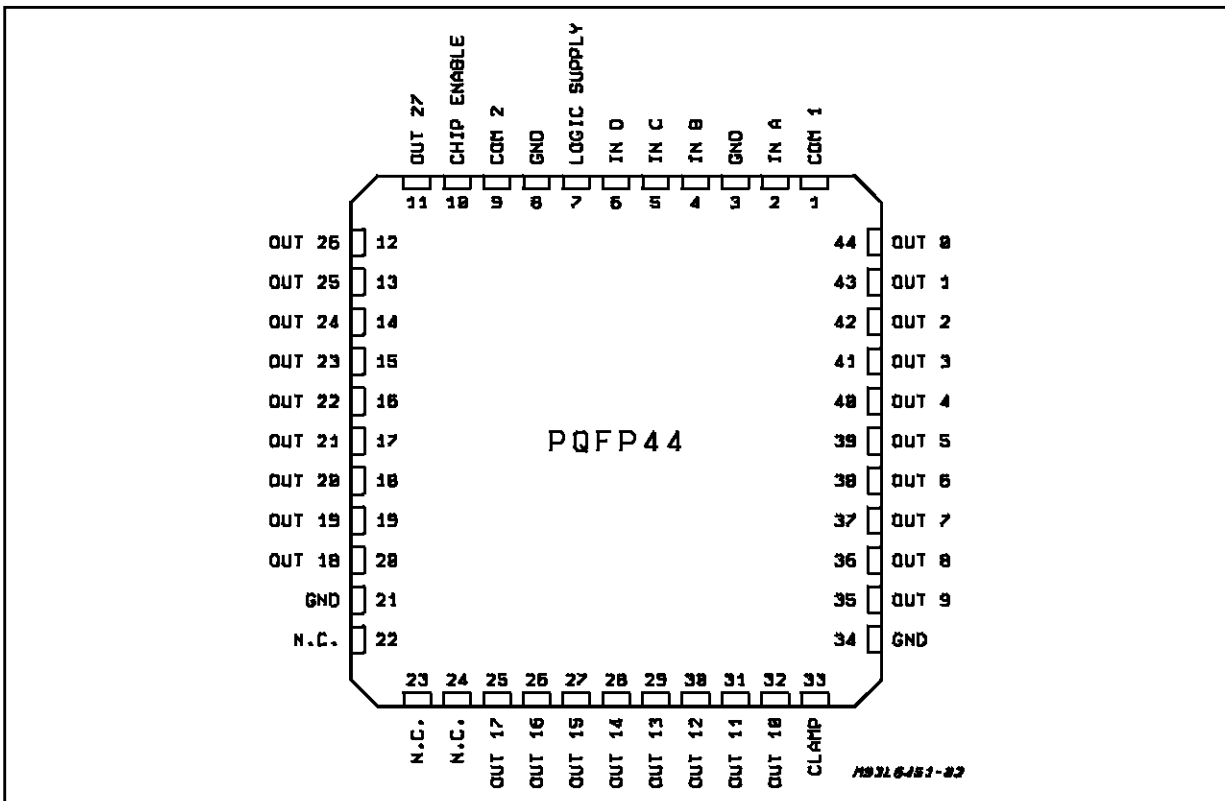 OUT 27
CHIP ENABLE
COM 2
GND
LOGIC SUPPLY
IN D
IN C
IN B
GND
IN A
COM 1
11 10 9 8 7 6 5 4 3 2 1
OUT 26 12 44 OUT 0
OUT 25 13 43 OUT 1
OUT 24 14 42 OUT 2
OUT 23 15 41 OUT 3
OUT 22 16 40 OUT 4
OUT 21 17 PQFP44 39 OUT 5
OUT 20 18 38 OUT 6
OUT 19 19 37 OUT 7
OUT 18 20 36 OUT 8
GND 21 35 OUT 9
N.C. 22 34 GND
23 24 25 26 27 28 29 30 31 32 33
N.C.
N.C.
OUT 17
OUT 16
OUT 15
OUT 14
OUT 13
OUT 12
OUT 11
OUT 10
CLAMP